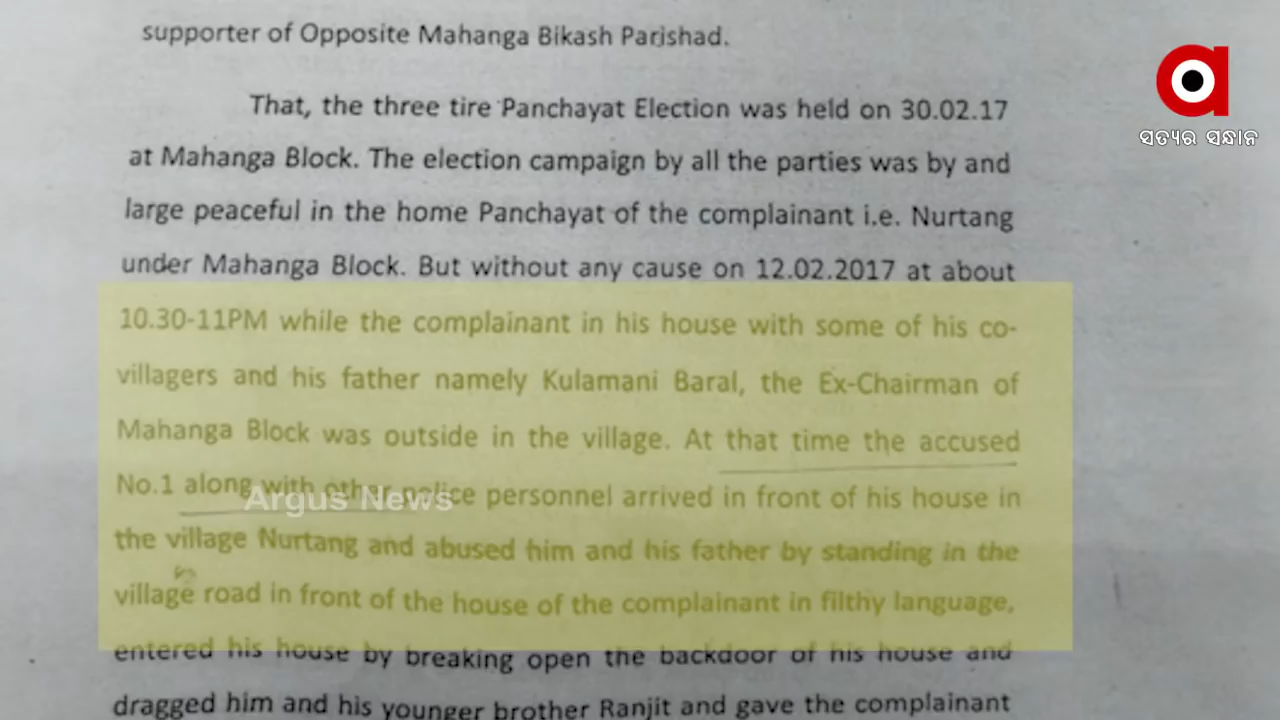 supporter of Opposite Mahanga Bikash Parishad.
ସତ୍ୟର ସନ୍ଧାନ
That, the three tire Panchayat Election was held on 30.02.17
at Mahanga Block. The election campaign by all the parties was by and
large peaceful in the home Panchayat of the complainant i.e. Nurtang
under Mahanga Block. But without any cause on 12.02.2017 at about
10.30-11PM while the complainant in his house with some of his co-
villagers and his father namely Kulamani Baral, the Ex-Chairman of
Mahanga Block was outside in the village. At that time the accused
No.1 along with other police personnel arrived in front of his house in
Argus News
the village Nurtang and abused him and his father by standing in the
village road in front of the house of the complainant in filthy language,
entered his house by breaking open the backdoor of his house and
dragged him and his younger brother Ranjit and gave the complainant